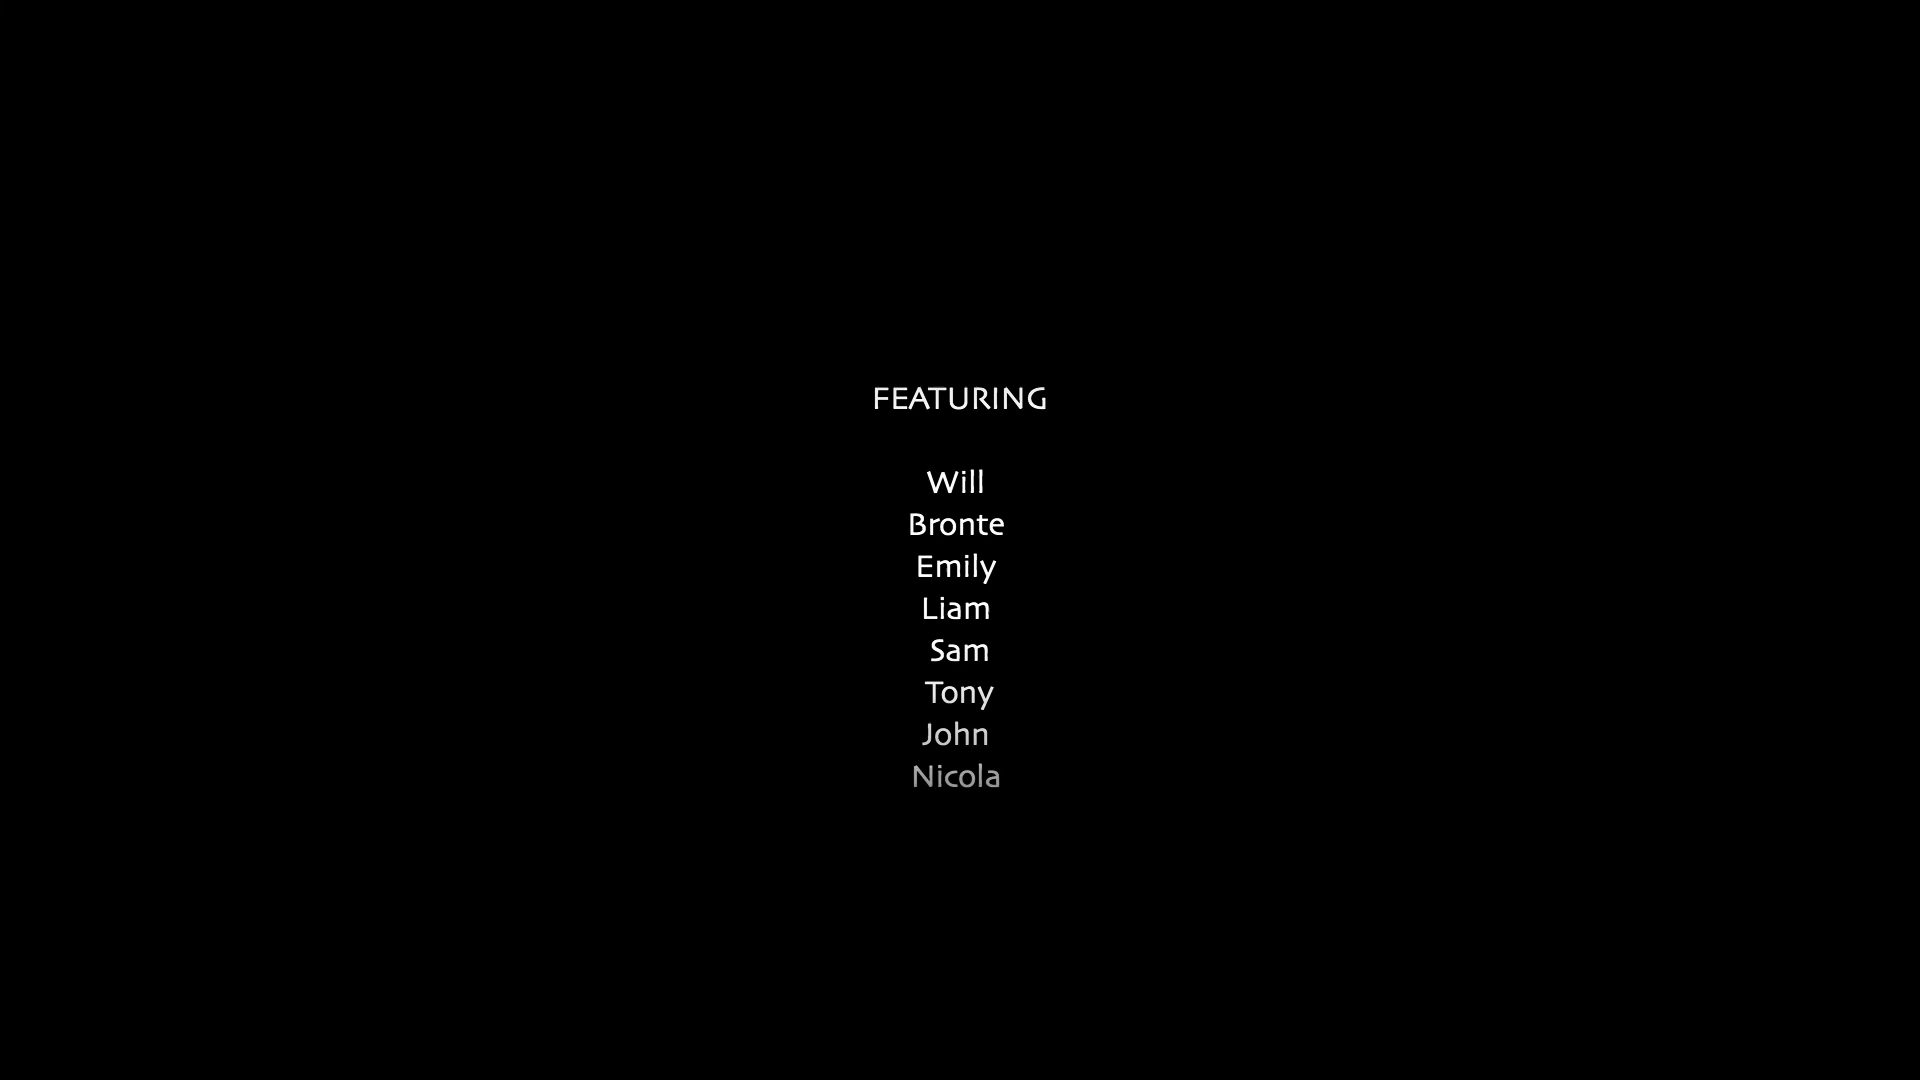 FEATURING
Will
Bronte
Emily
Liam
Sam
Tony
John
Nicola